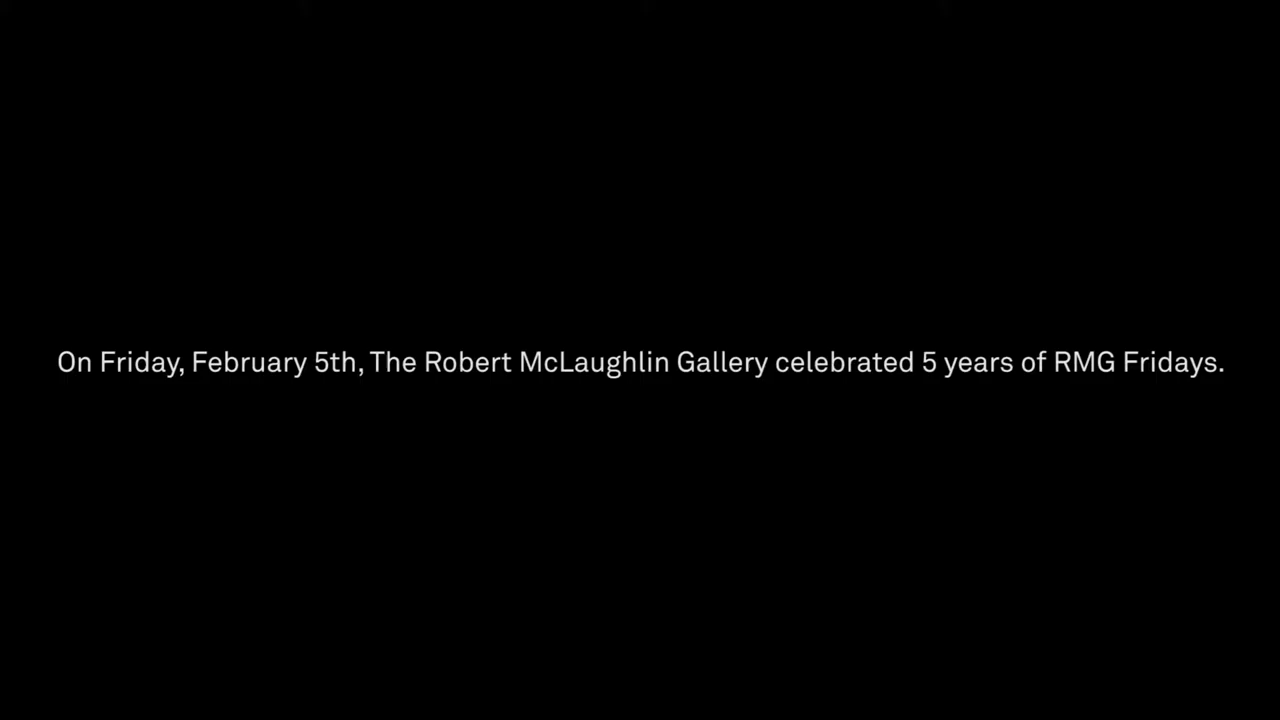 On Friday, February 5th, The Robert McLaughlin Gallery celebrated 5 years of RMG Fridays.